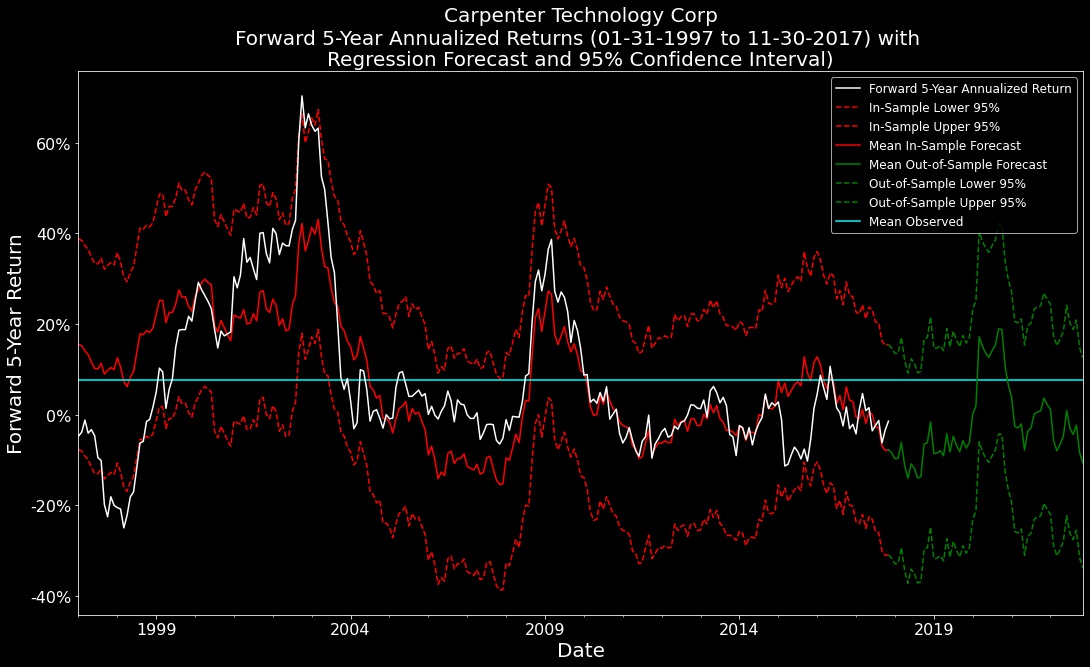 Carpenter Technology Corp
Forward 5-Year Annualized Returns (01-31-1997 to 11-30-2017) with
Regression Forecast and 95% Confidence Interval)
Forward 5-Year Annualized Return
In-Sample Lower 95%
In-Sample Upper 95%
Mean In-Sample Forecast
Mean Out-of-Sample Forecast
Out-of-Sample Lower 95%
Out-of-Sample Upper 95%
Mean Observed
Forward 5-Year Return
60%
40%
20%
0%
-20%
-40%
1999
2004
2009
2014
2019
Date